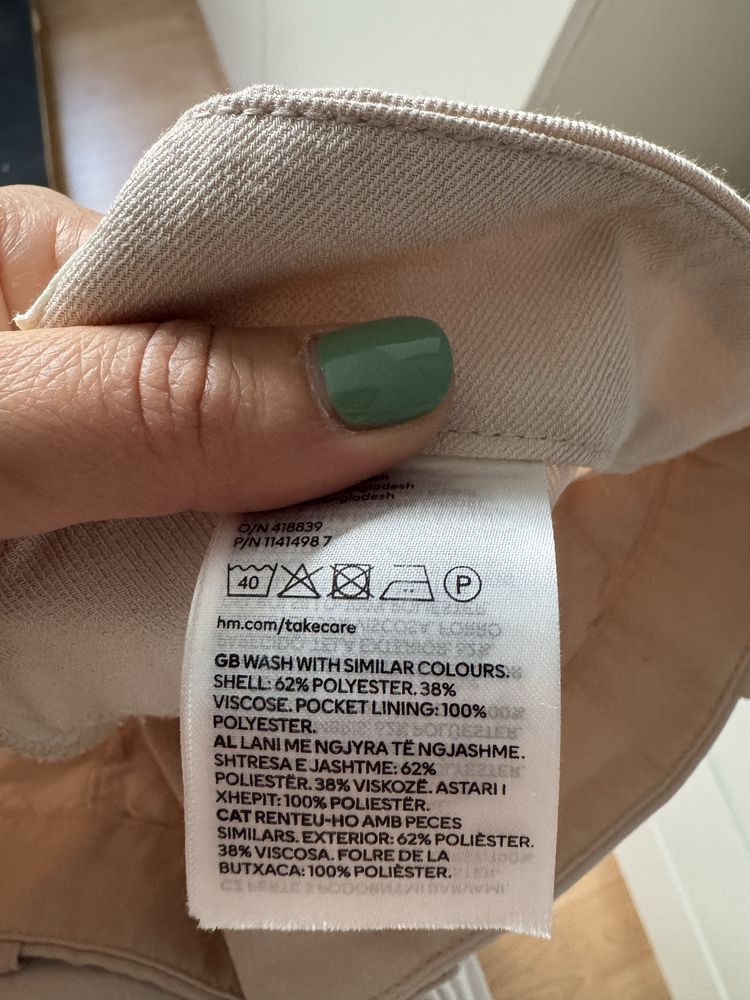 ngladesh
O/N 418839
P/N 1141498 7
40 P
hm.com/takecare
GB WASH WITH SIMILAR COLOURS.
SHELL: 62% POLYESTER. 38%
VISCOSE. POCKET LINING: 100%
POLYESTER.
AL LANI ME NGJYRA TË NGJASHME.
SHTRESA E JASHTME: 62%
POLIESTËR. 38% VISKOZË. ASTARI I
XHEPIT: 100% POLIESTËR.
CAT RENTEU-HO AMB PECES
SIMILARS. EXTERIOR: 62% POLIÈSTER.
38% VISCOSA. FOLRE DE LA
BUTXACA: 100% POLIÈSTER.